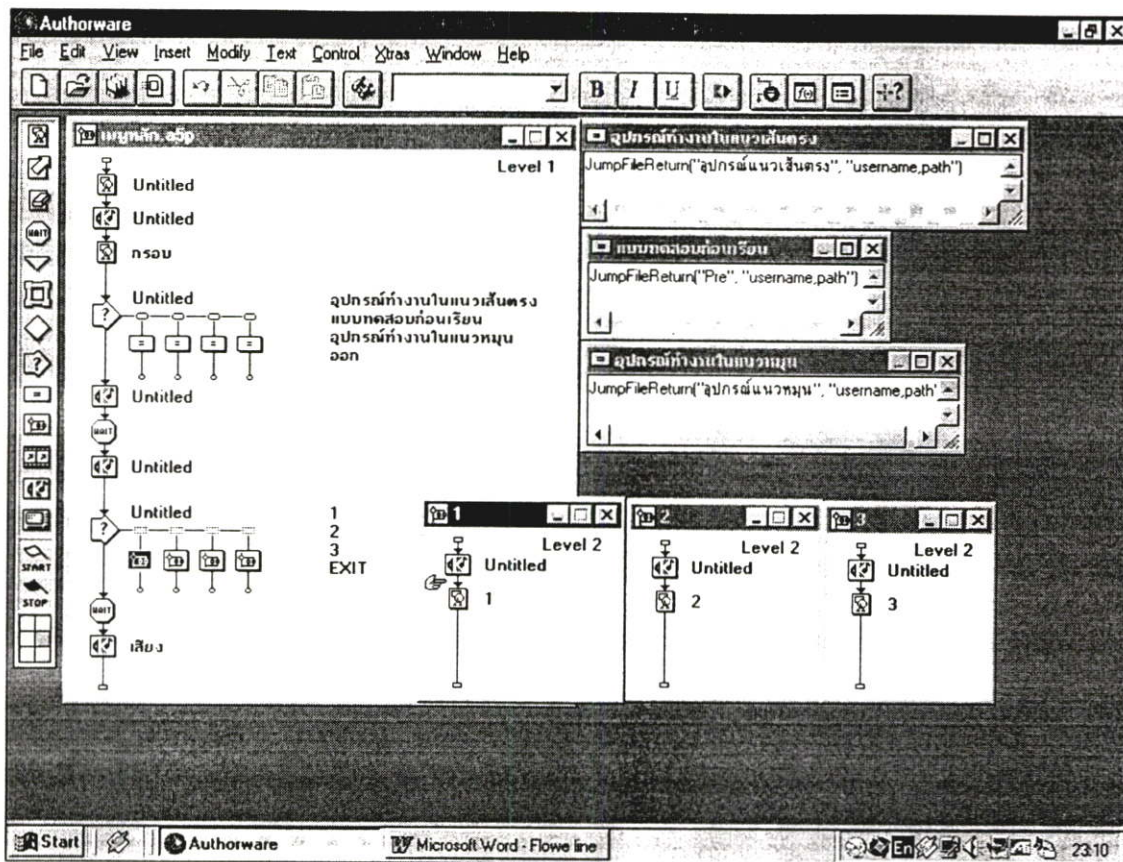 Authorware
File Edit View Insert Modify Text Control Xtras Window Help
B I U
เมนูหลัก.a5p
Level 1
Untitled
Untitled
กรอบ
Untitled
อุปกรณ์ทำงานในแนวเส้นตรง
แบบทดสอบก่อนเรียน
อุปกรณ์ทำงานในแนวหมุน
ออก
Untitled
WAIT
Untitled
Untitled
1
2
3
EXIT
WAIT
เสียง
WAIT
START
STOP
อุปกรณ์ทำงานในแนวเส้นตรง
JumpFileReturn("อุปกรณ์แนวเส้นตรง", "username,path")
แบบทดสอบก่อนเรียน
JumpFileReturn("Pre", "username,path")
อุปกรณ์ทำงานในแนวหมุน
JumpFileReturn("อุปกรณ์แนวหมุน", "username,path"
1
Level 2
Untitled
1
2
Level 2
Untitled
2
3
Level 2
Untitled
3
Start Authorware Microsoft Word - Flowe line En 23:10